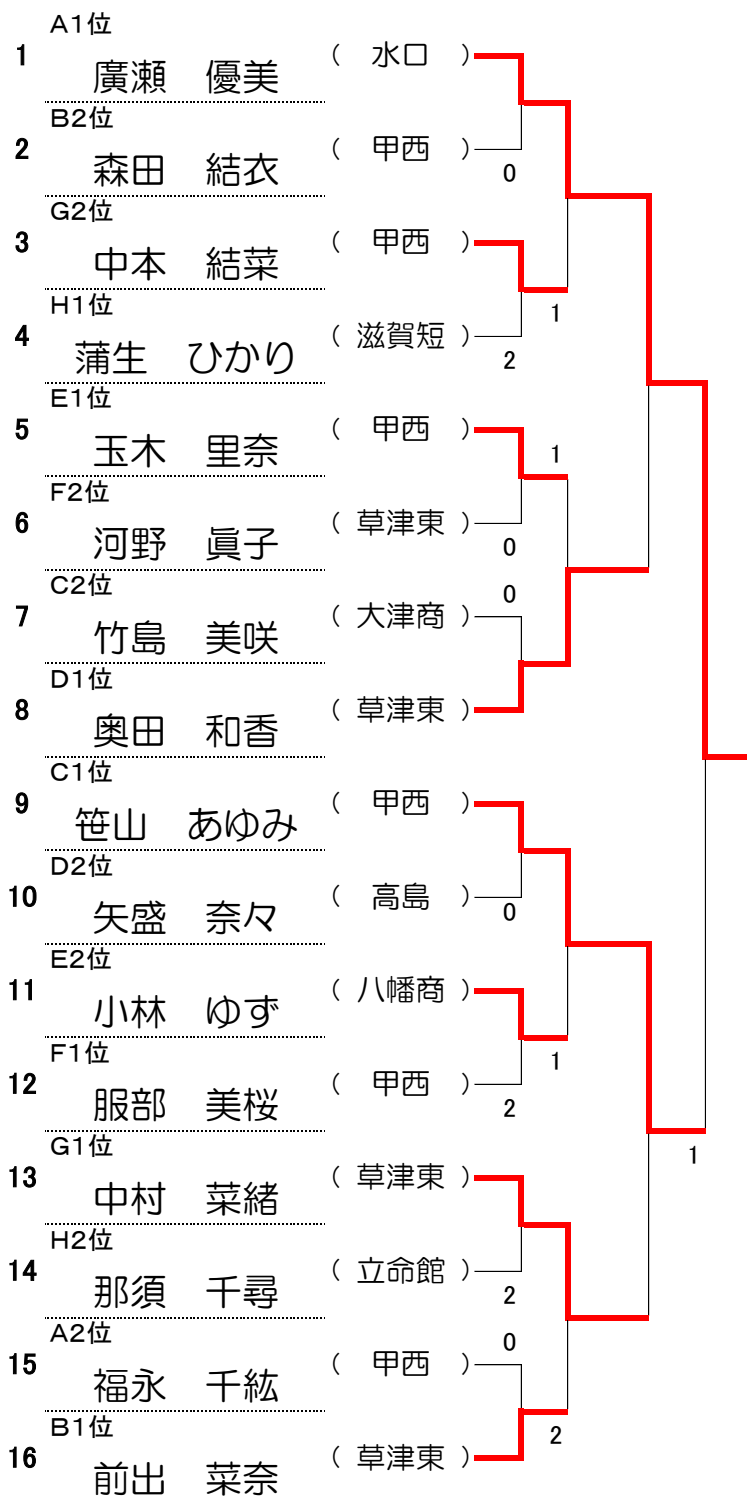 A1位
1 廣瀬 優美 ( 水口 )
B2位
2 森田 結衣 ( 甲西 )
0
G2位
3 中本 結菜 ( 甲西 )
1
H1位
4 蒲生 ひかり ( 滋賀短 )
2
E1位
5 玉木 里奈 ( 甲西 )
1
F2位
6 河野 眞子 ( 草津東 )
0
C2位
0
7 竹島 美咲 ( 大津商 )
D1位
8 奥田 和香 ( 草津東 )
C1位
9 笹山 あゆみ ( 甲西 )
D2位
10 矢盛 奈々 ( 高島 )
0
E2位
11 小林 ゆず ( 八幡商 )
1
F1位
12 服部 美桜 ( 甲西 )
2
G1位
1
13 中村 菜緒 ( 草津東 )
H2位
14 那須 千尋 ( 立命館 )
2
A2位
0
15 福永 千紘 ( 甲西 )
B1位
2
16 前出 菜奈 ( 草津東 )